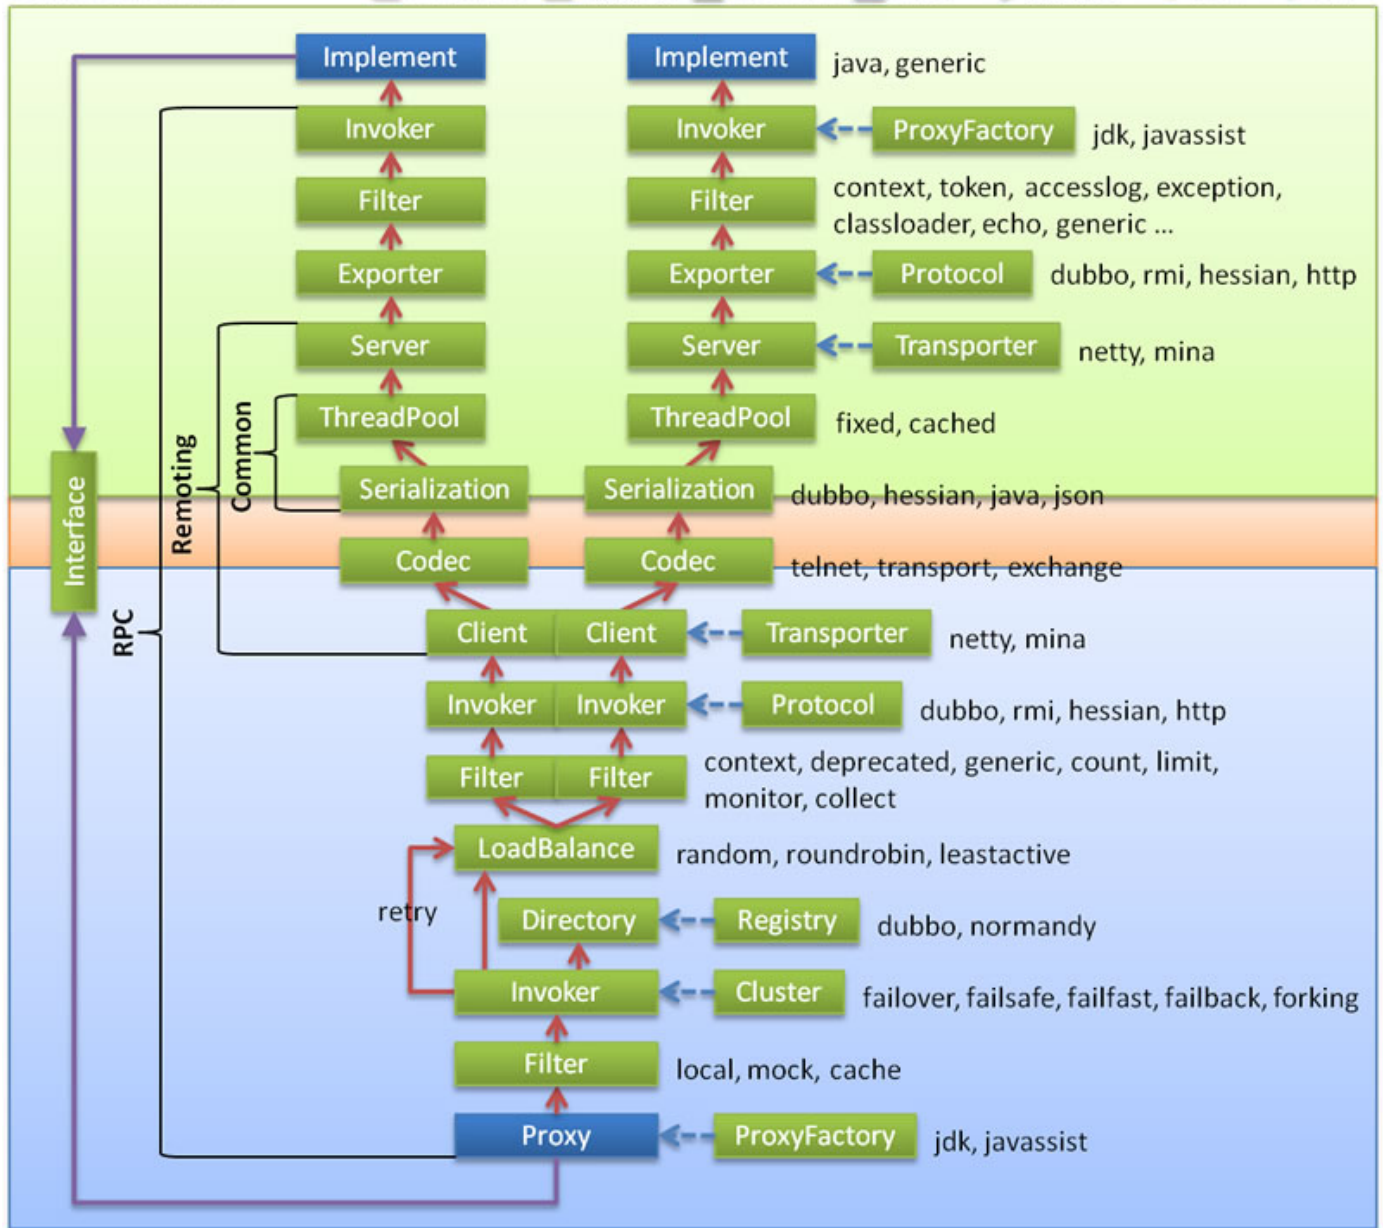 Implement Implement java, generic
Invoker Invoker ProxyFactory jdk, javassist
Filter Filter context, token, accesslog, exception,
classloader, echo, generic ...
Exporter Exporter Protocol dubbo, rmi, hessian, http
Server Server Transporter netty, mina
ThreadPool ThreadPool fixed, cached
Common
Remoting
Serialization Serialization dubbo, hessian, java, json
Interface
Codec Codec telnet, transport, exchange
RPC
Client Client Transporter netty, mina
Invoker Invoker Protocol dubbo, rmi, hessian, http
Filter Filter context, deprecated, generic, count, limit,
monitor, collect
LoadBalance random, roundrobin, leastactive
retry
Directory Registry dubbo, normandy
Invoker Cluster failover, failsafe, failfast, failback, forking
Filter local, mock, cache
Proxy ProxyFactory jdk, javassist